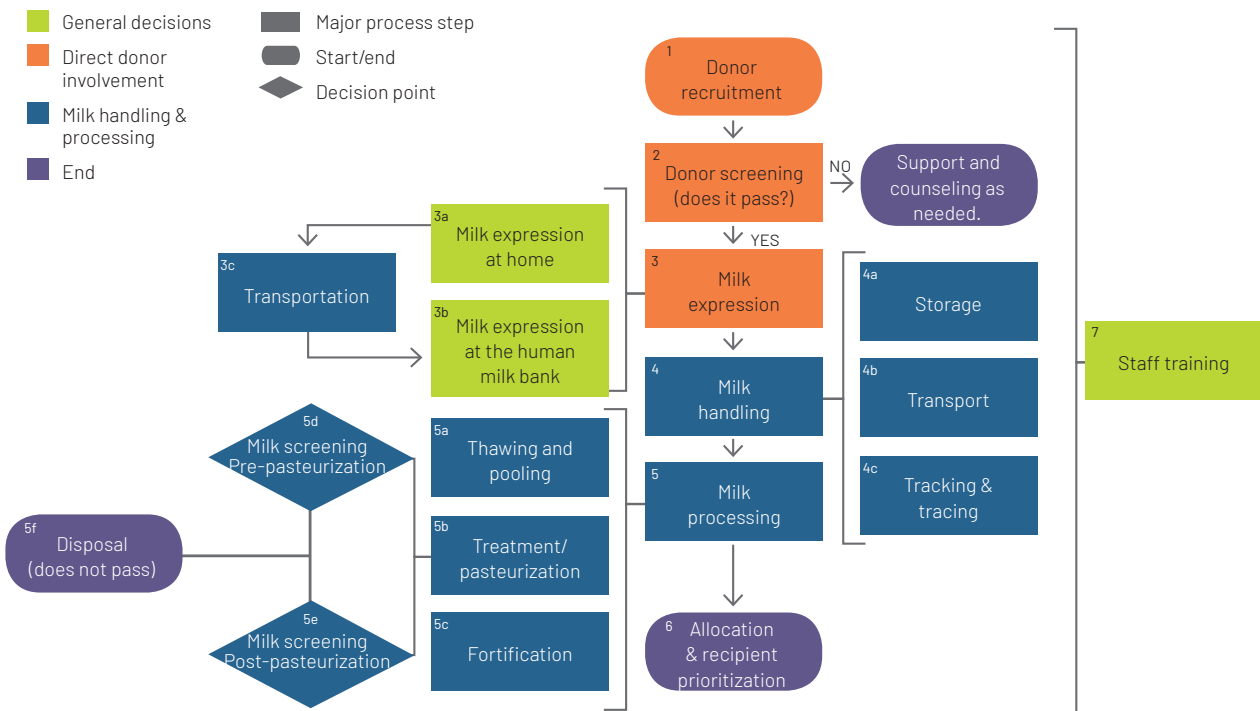 General decisions
Direct donor
involvement
Milk handling &
processing
End
Major process step
Start/end
Decision point
1
Donor
recruitment
2
Donor screening
(does it pass?)
NO
Support and
counseling as
needed.
YES
3
Milk
expression
3a
Milk expression
at home
3b
Milk expression
at the human
milk bank
3c
Transportation
4
Milk
handling
4a
Storage
4b
Transport
4c
Tracking &
tracing
5
Milk
processing
5a
Thawing and
pooling
5b
Treatment/
pasteurization
5c
Fortification
5d
Milk screening
Pre-pasteurization
5e
Milk screening
Post-pasteurization
5f
Disposal
(does not pass)
6
Allocation
& recipient
prioritization
7
Staff training